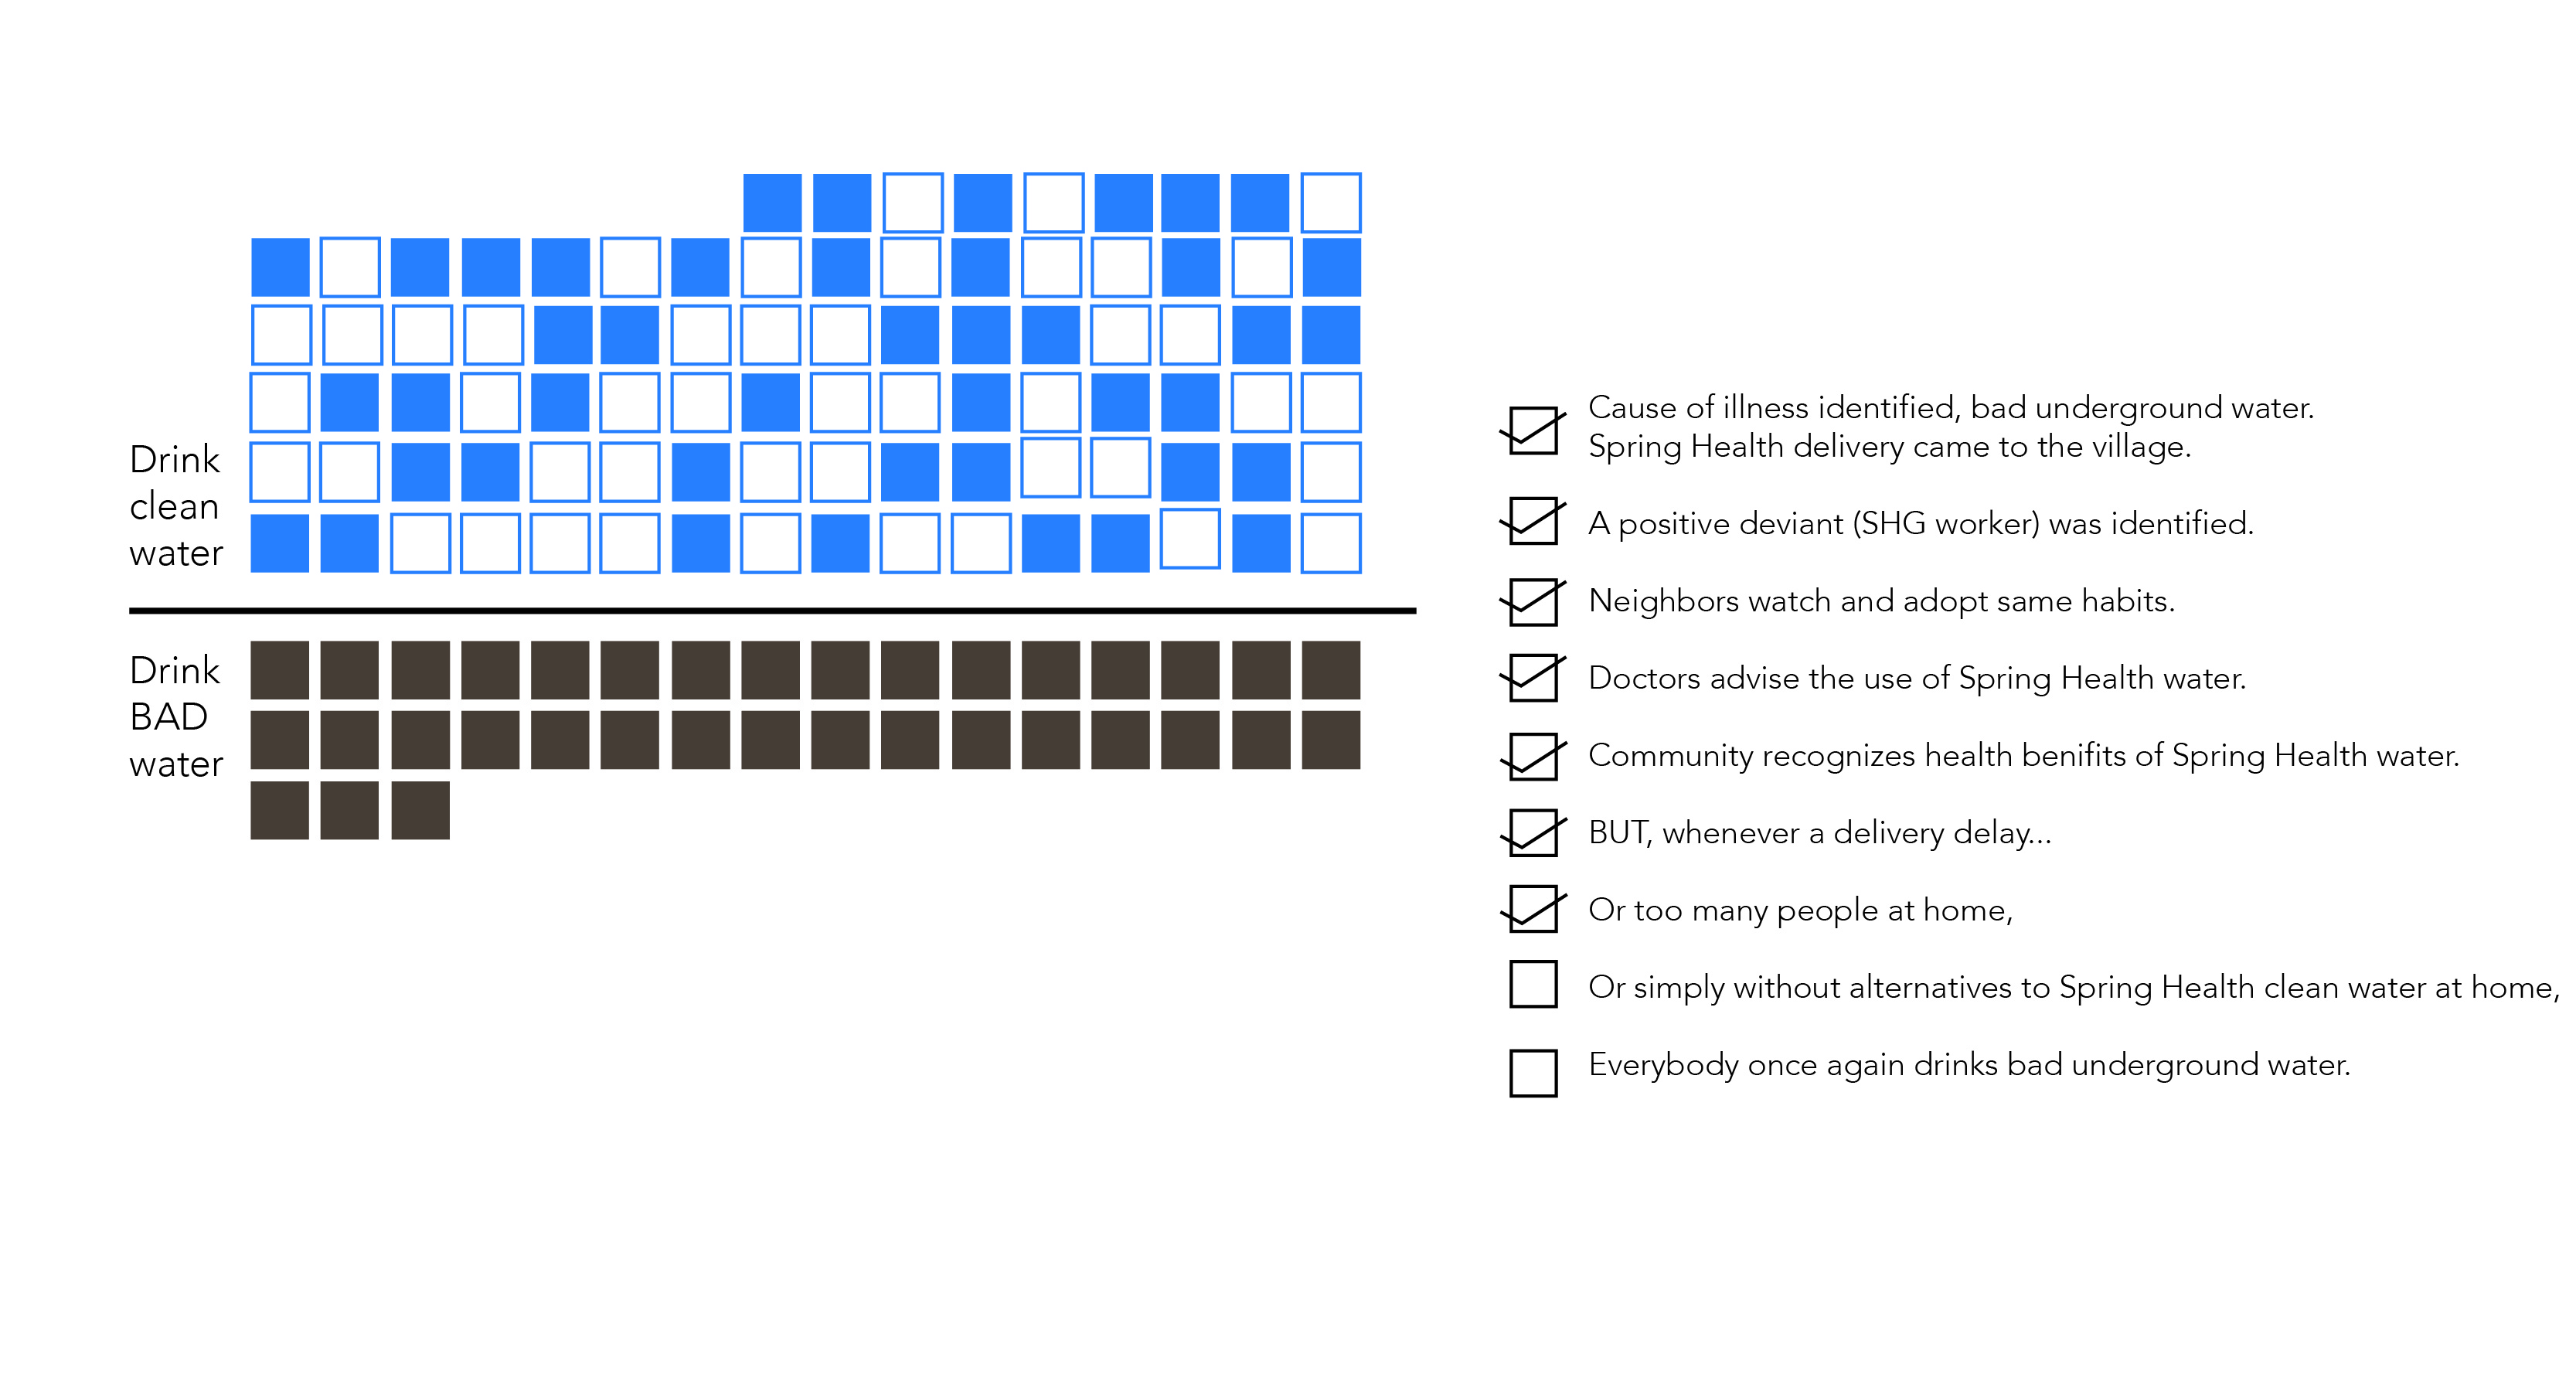 Drink
clean
water
Drink
BAD
water
Cause of illness identified, bad underground water.
Spring Health delivery came to the village.
A positive deviant (SHG worker) was identified.
Neighbors watch and adopt same habits.
Doctors advise the use of Spring Health water.
Community recognizes health benifits of Spring Health water.
BUT, whenever a delivery delay...
Or too many people at home,
Or simply without alternatives to Spring Health clean water at home,
Everybody once again drinks bad underground water.